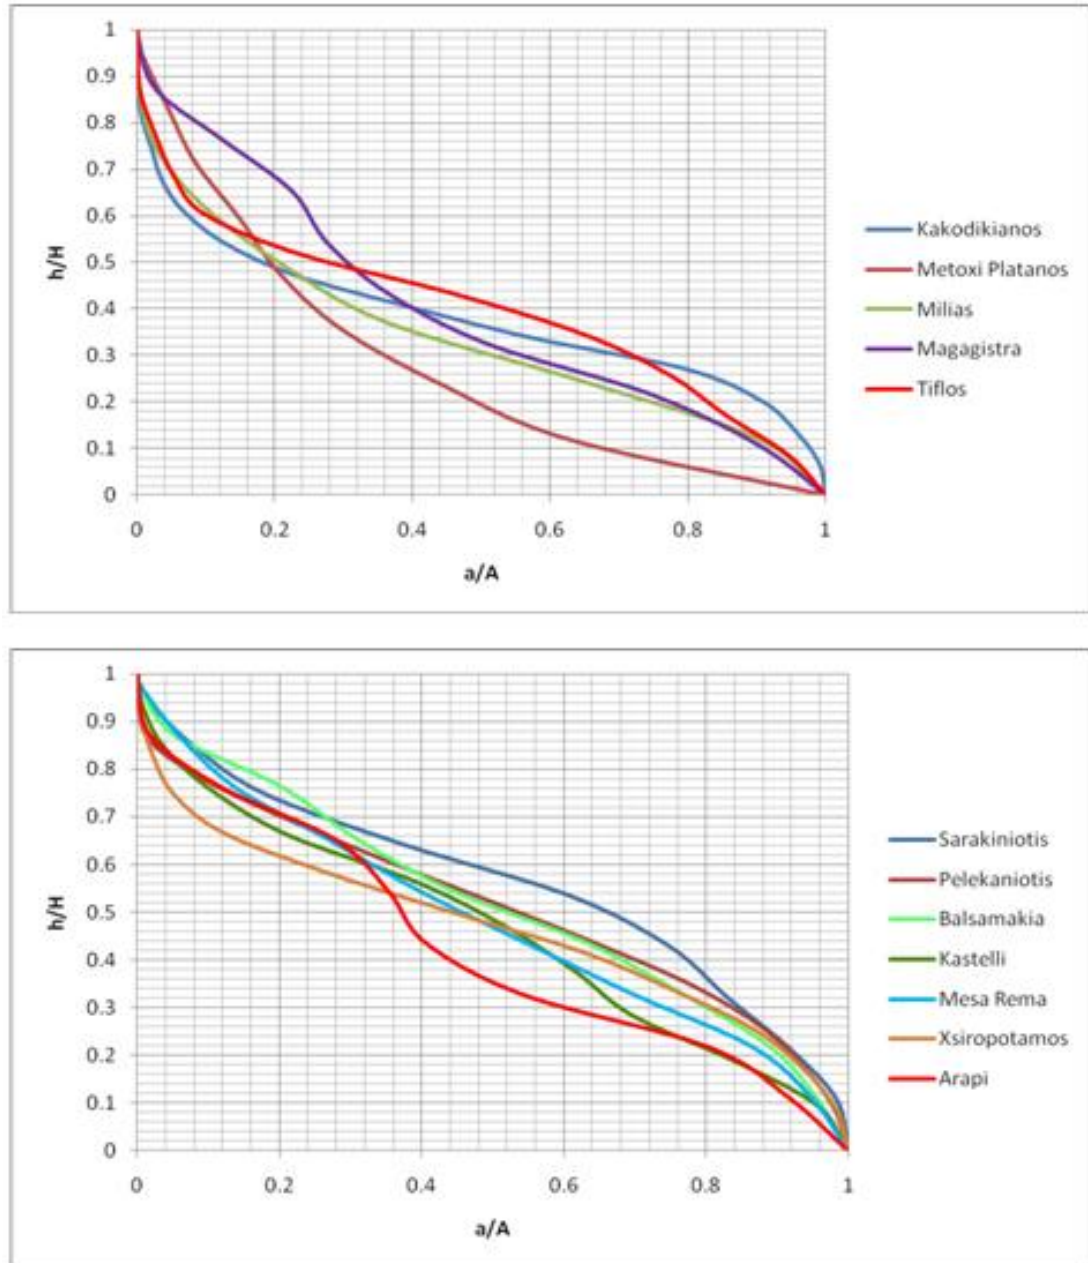 1
0.9
0.8
0.7
0.6
0.5
0.4
0.3
0.2
0.1
0
h/H
0 0.2 0.4 0.6 0.8 1
a/A
Kakodikianos
Metoxi Platanos
Milias
Magagistra
Tiflos
1
0.9
0.8
0.7
0.6
0.5
0.4
0.3
0.2
0.1
0
h/H
0 0.2 0.4 0.6 0.8 1
a/A
Sarakiniotis
Pelekaniotis
Balsamakia
Kastelli
Mesa Rema
Xsiropotamos
Arapi